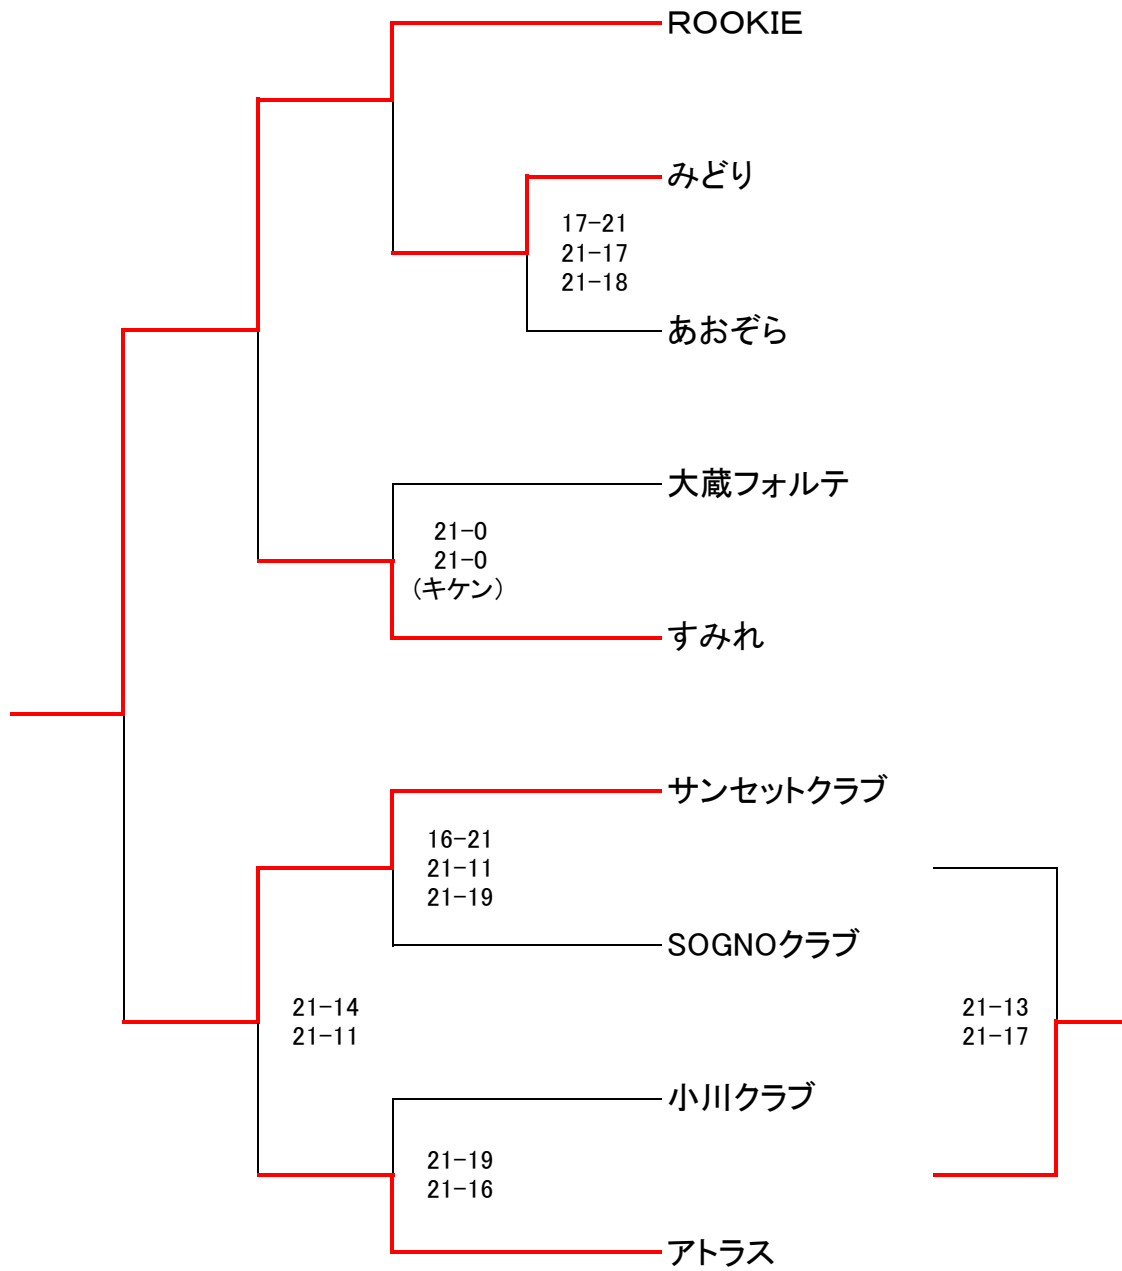 ROOKIE
みどり
17-21
21-17
21-18
あおぞら
大蔵フォルテ
21-0
21-0
(キケン)
すみれ
サンセットクラブ
16-21
21-11
21-19
SOGNOクラブ
21-14
21-11
21-13
21-17
小川クラブ
21-19
21-16
アトラス